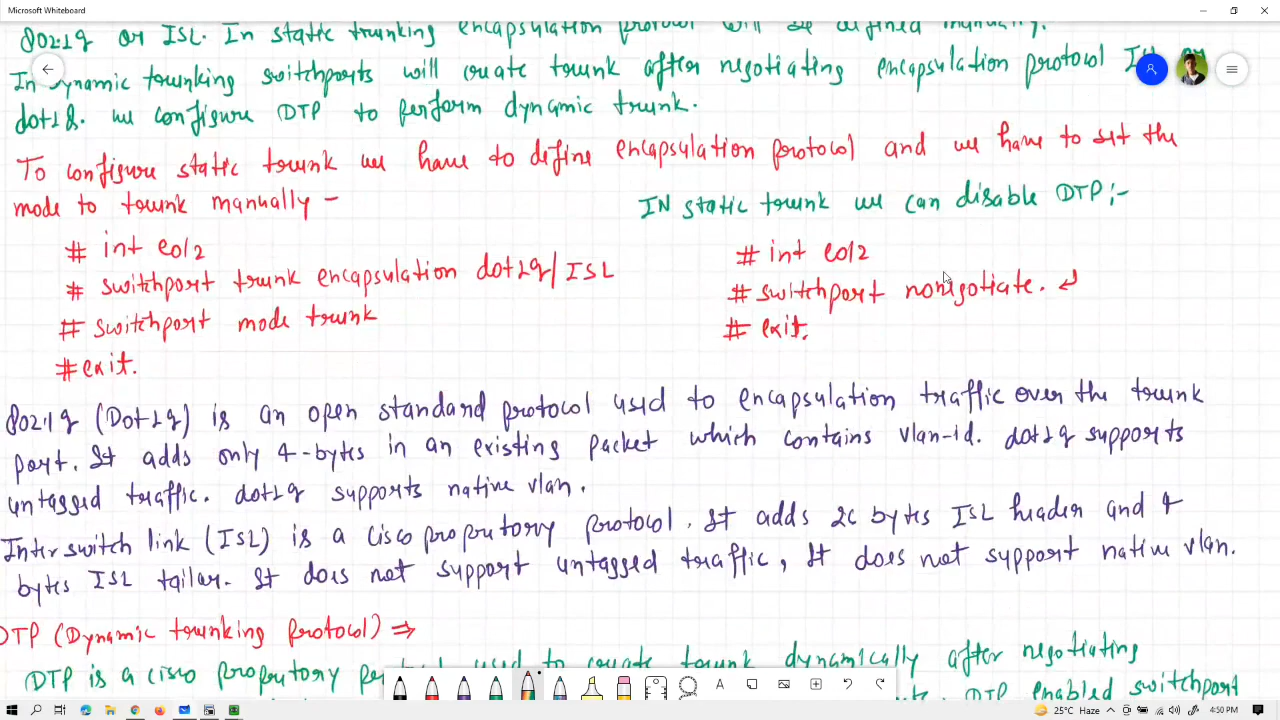 Microsoft Whiteboard
802.1q or ISL. In static trunking encapsulation protocol will be defined manually.
In Dynamic trunking switchports will create trunk after negotiating encapsulation protocol ISL or
dot1q. we configure DTP to perform dynamic trunk.
To configure static trunk we have to define encapsulation protocol and we have to set the
mode to trunk manually -
# int e0/2
# switchport trunk encapsulation dot1q/ISL
# switchport mode trunk
#exit.
IN static trunk we can disable DTP:-
# int e0/2
# switchport nonegotiate. ↵
# exit.
802.1q (Dot1q) is an open standard protocol used to encapsulation traffic over the trunk
port. It adds only 4-bytes in an existing packet which contains vlan-id. dot1q supports
untagged traffic. dot1q supports native vlan.
Inter switch link (ISL) is a cisco propretory protocol. It adds 26 bytes ISL header and 4
bytes ISL tailar. It does not support untagged traffic, It does not support native vlan.
DTP (Dynamic trunking protocol) ⇒
DTP is a cisco propretory used to create trunk dynamically after negotiating
DTP enabled switchport
25°C Haze
4:50 PM